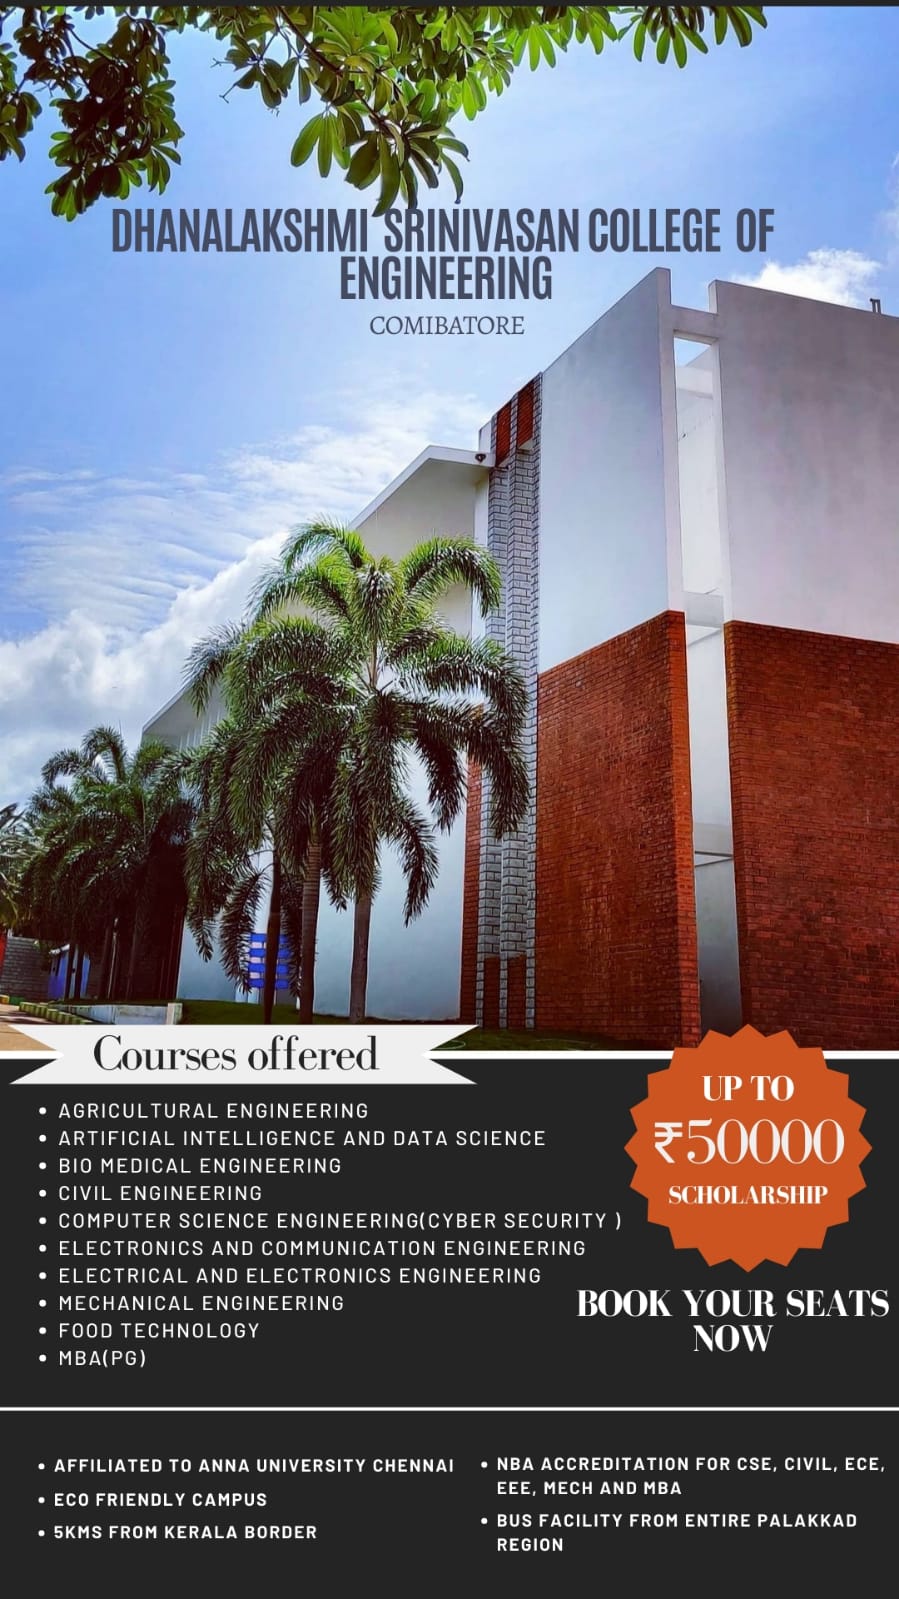 DHANALAKSHMI SRINIVASAN COLLEGE OF
ENGINEERING
COMIBATORE
Courses offered
• AGRICULTURAL ENGINEERING
• ARTIFICIAL INTELLIGENCE AND DATA SCIENCE
• BIO MEDICAL ENGINEERING
• CIVIL ENGINEERING
• COMPUTER SCIENCE ENGINEERING(CYBER SECURITY )
• ELECTRONICS AND COMMUNICATION ENGINEERING
• ELECTRICAL AND ELECTRONICS ENGINEERING
• MECHANICAL ENGINEERING
• FOOD TECHNOLOGY
• MBA(PG)
UP TO
₹50000
SCHOLARSHIP
BOOK YOUR SEATS
NOW
• AFFILIATED TO ANNA UNIVERSITY CHENNAI
• ECO FRIENDLY CAMPUS
• 5KMS FROM KERALA BORDER
• NBA ACCREDITATION FOR CSE, CIVIL, ECE,
EEE, MECH AND MBA
• BUS FACILITY FROM ENTIRE PALAKKAD
REGION